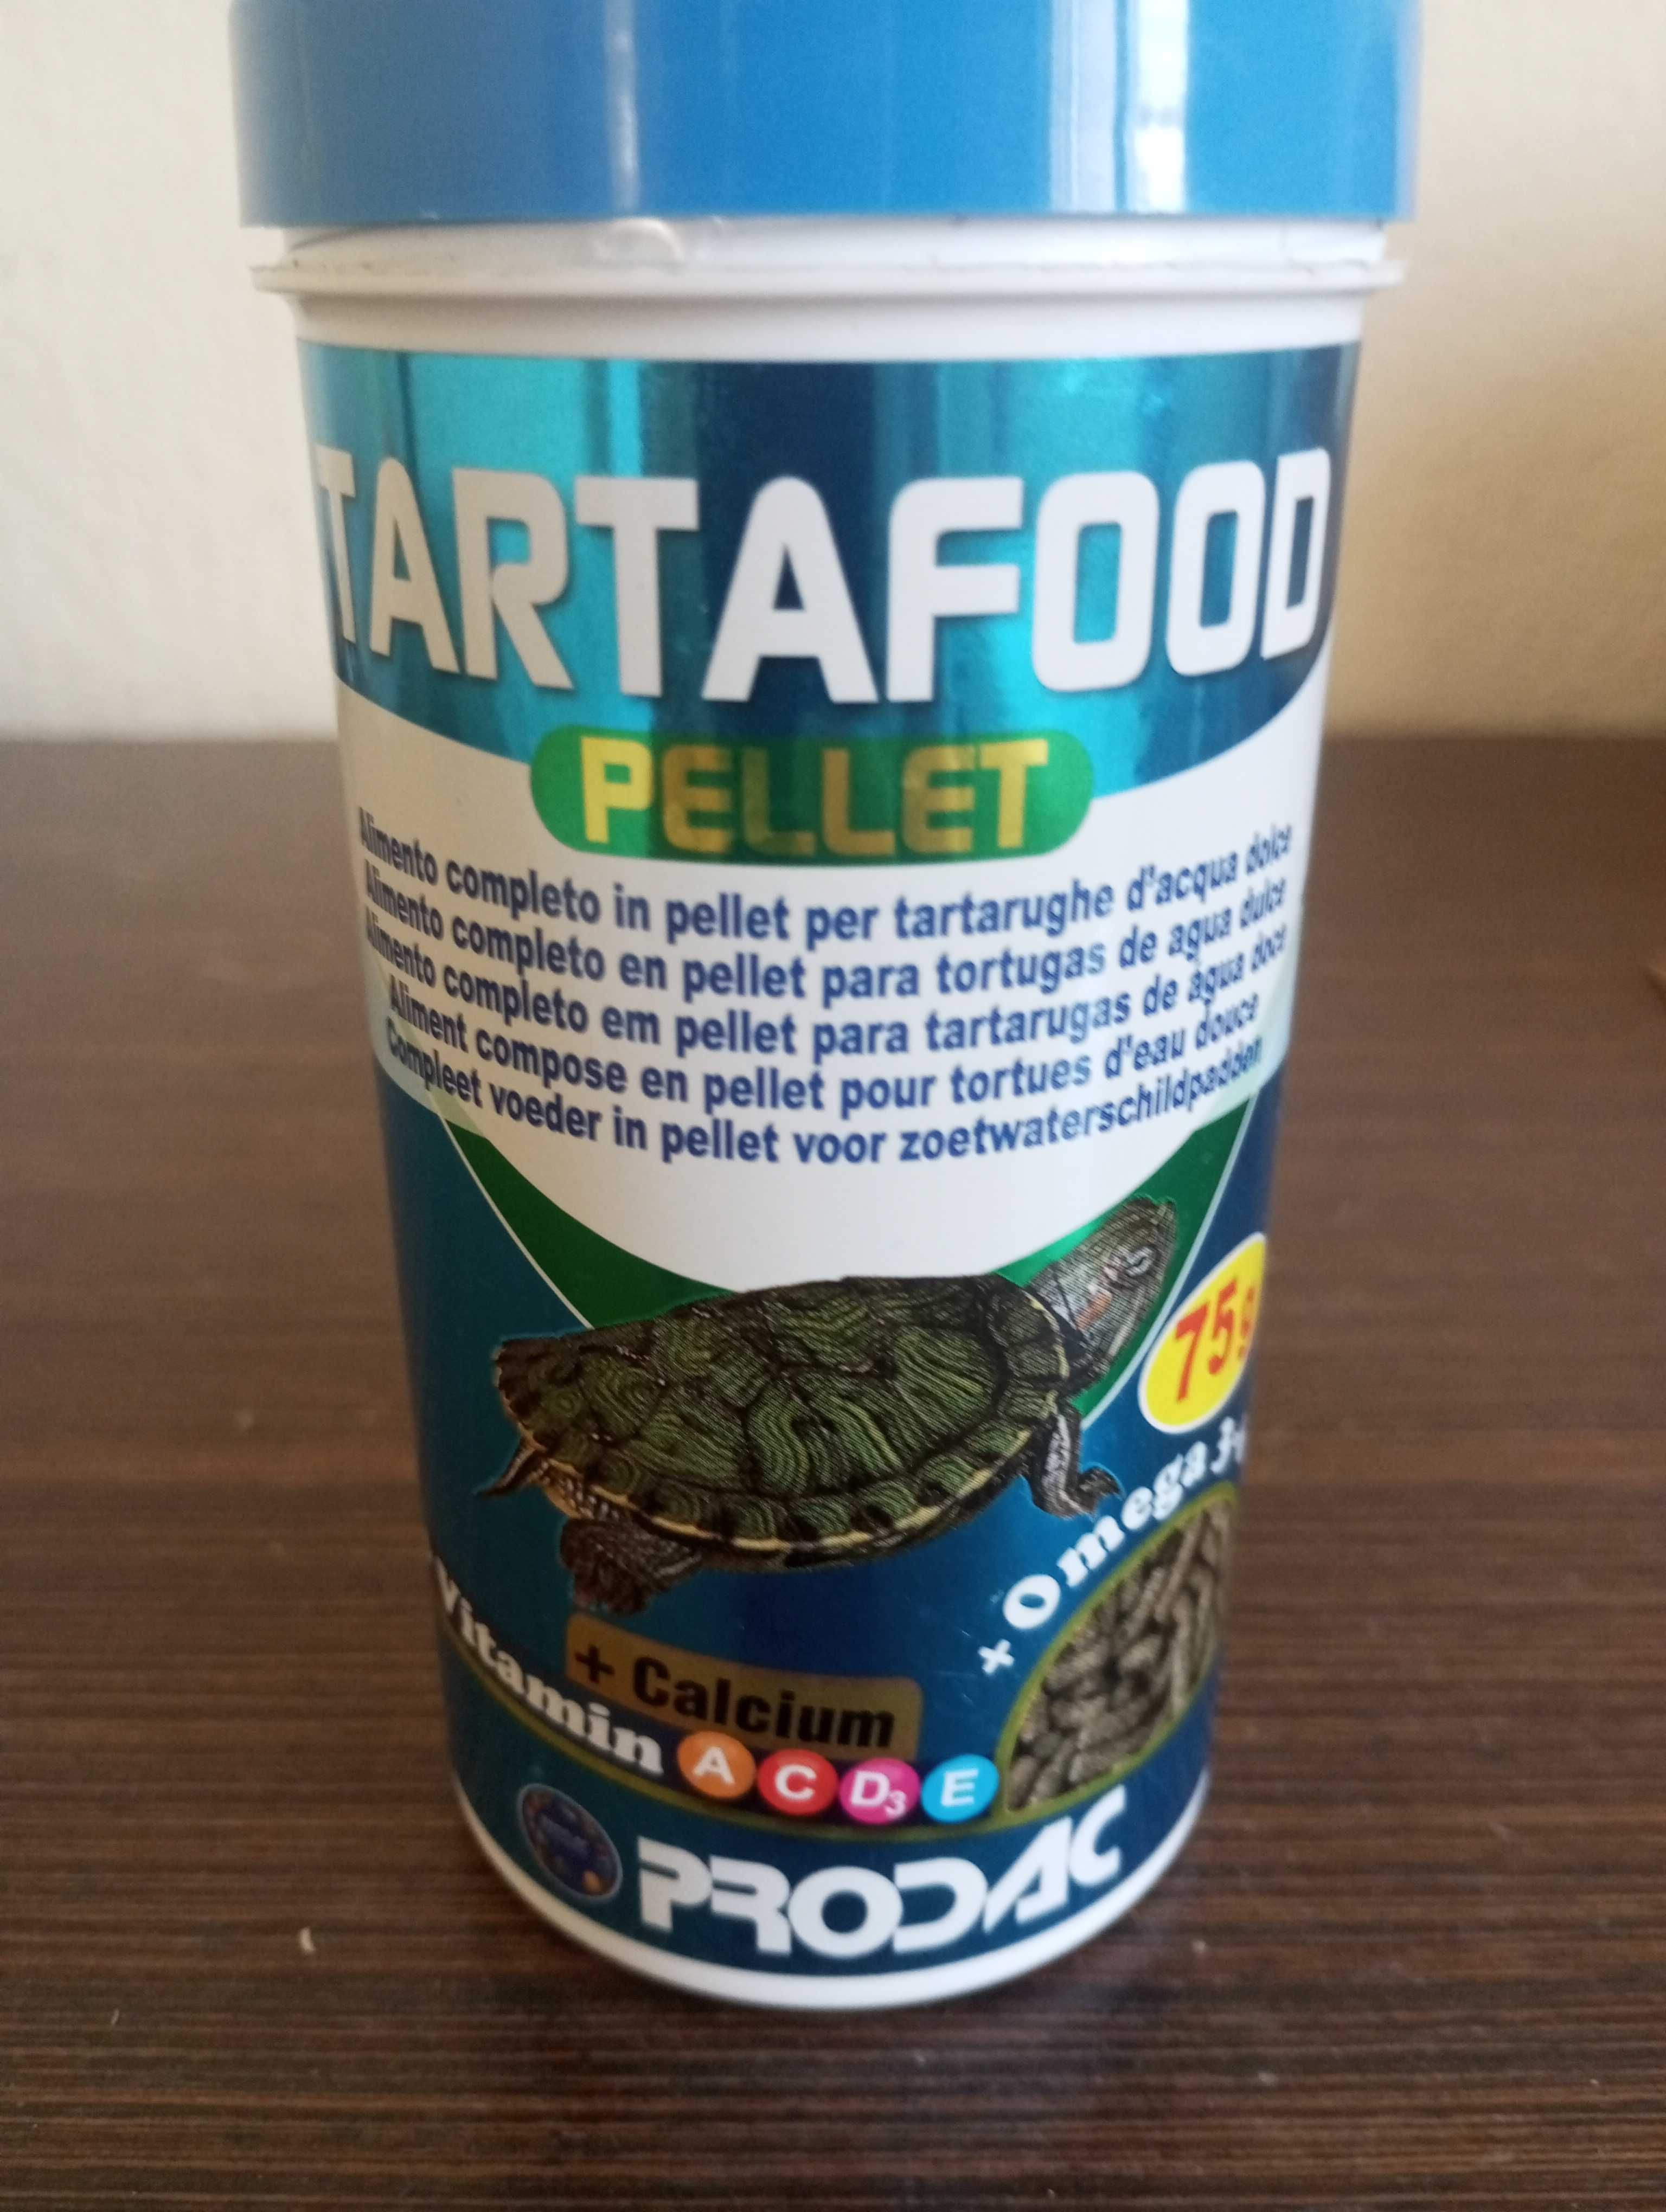 TARTAFOOD
PELLET
Alimento completo in pellet per tartarughe d'acqua dolce
Alimento completo en pellet para tortugas de agua dulce
Alimento completo em pellet para tartarugas de água doce
Aliment compose en pellet pour tortues d'eau douce
Compleet voeder in pellet voor zoetwaterschildpadden
75g
+ Omega 3
+ Calcium
Vitamin A C D3 E
PRODAC